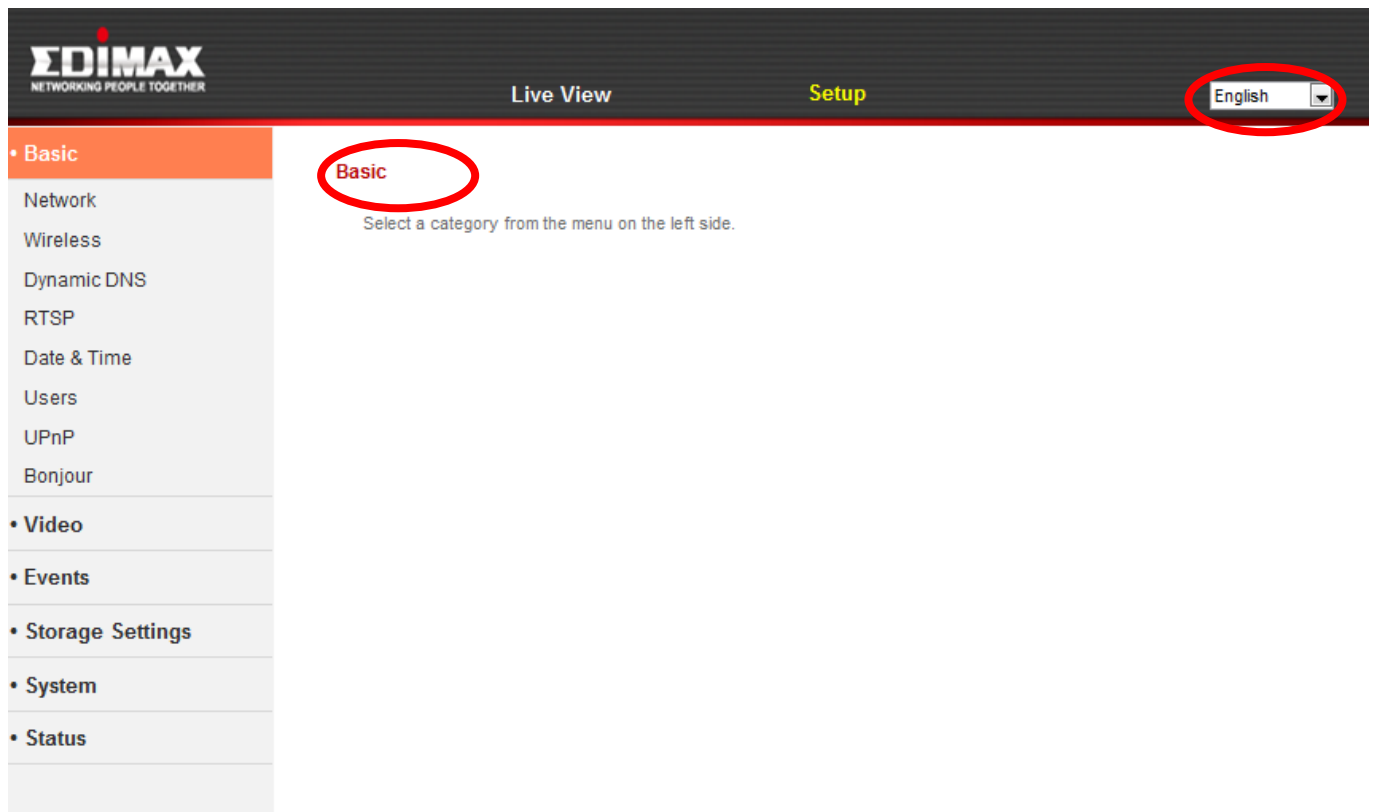 EDIMAX
NETWORKING PEOPLE TOGETHER
Live View
Setup
English
• Basic
Network
Wireless
Dynamic DNS
RTSP
Date & Time
Users
UPnP
Bonjour
• Video
• Events
• Storage Settings
• System
• Status
Basic
Select a category from the menu on the left side.